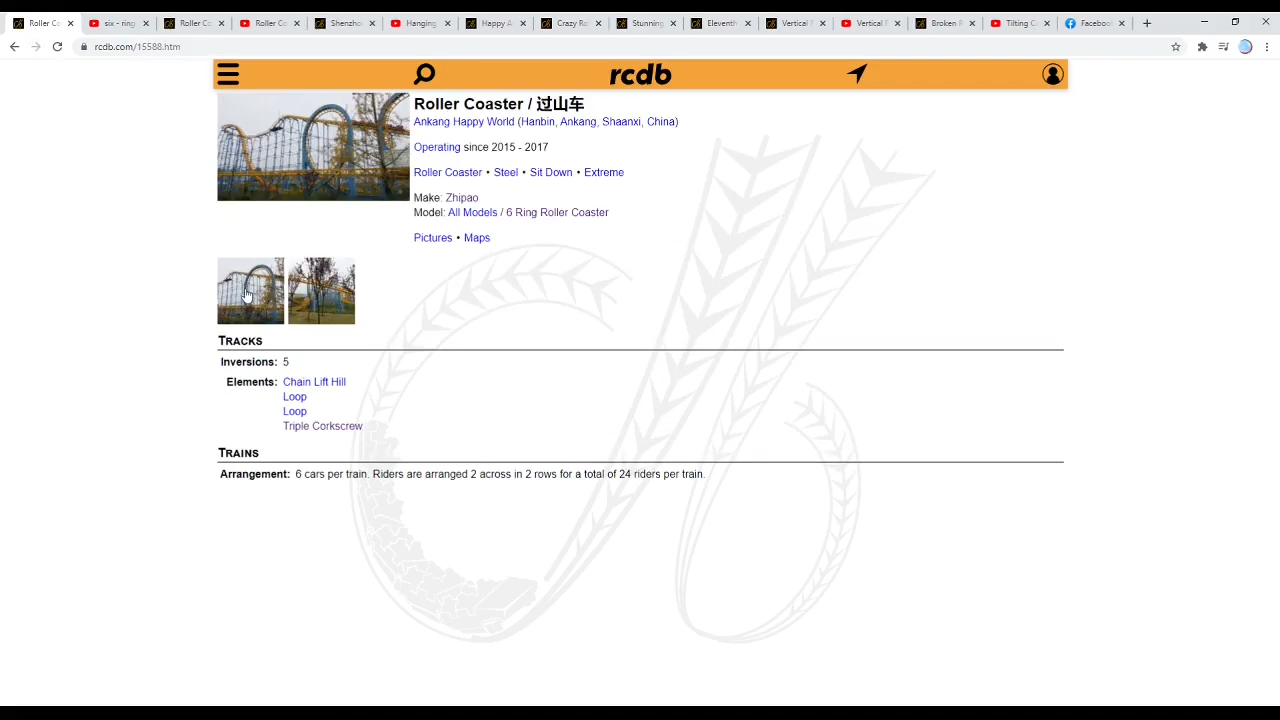 Roller Co
six - ring
Roller Co
Roller Co
Shenzho
Hanging
Happy A
Crazy Ro
Stunning
Eleventh
Vertical
Vertical
Broken R
Tilting C
Faceboo
rcdb.com/15588.htm
rcdb
Roller Coaster / 过山车
Ankang Happy World (Hanbin, Ankang, Shaanxi, China)
Operating since 2015 - 2017
Roller Coaster • Steel • Sit Down • Extreme
Make: Zhipao
Model: All Models / 6 Ring Roller Coaster
Pictures • Maps
TRACKS
Inversions: 5
Elements: Chain Lift Hill
Loop
Loop
Triple Corkscrew
TRAINS
Arrangement: 6 cars per train. Riders are arranged 2 across in 2 rows for a total of 24 riders per train.